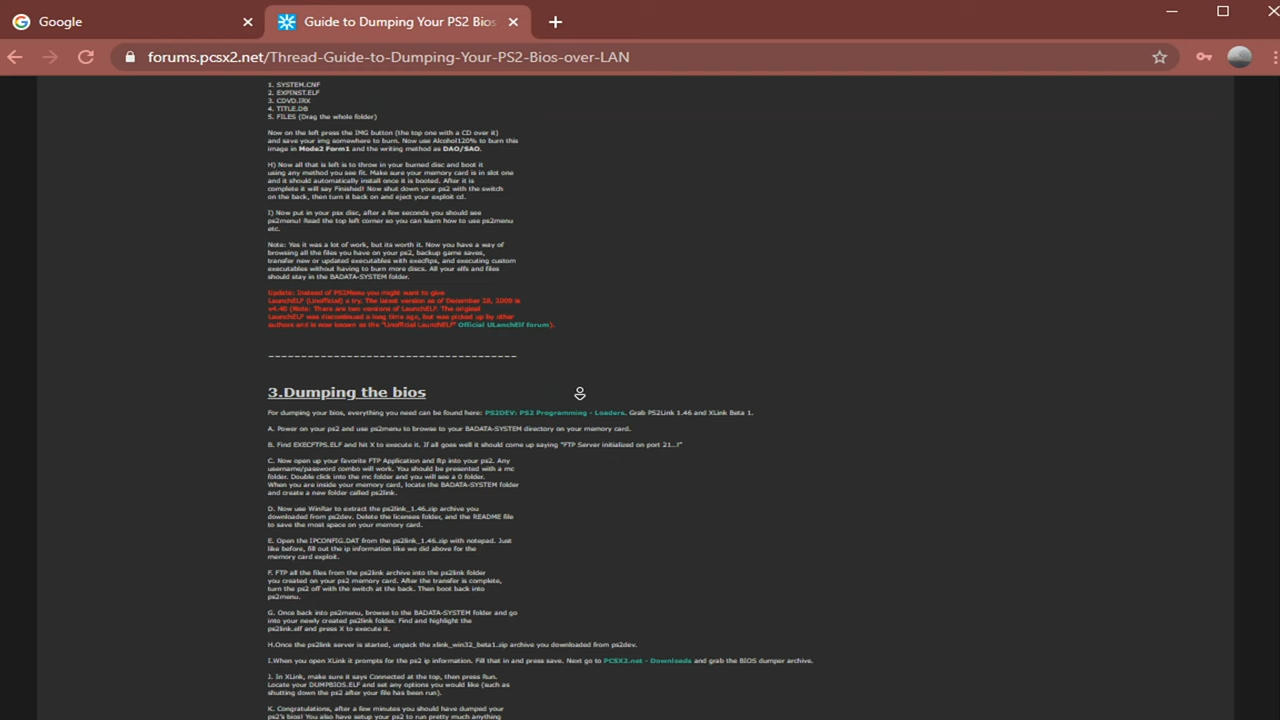 Google
Guide to Dumping Your PS2 Bios
forums.pcsx2.net/Thread-Guide-to-Dumping-Your-PS2-Bios-over-LAN
1. SYSTEM.CNF
2. EXPINST.ELF
3. CDVD.IRX
4. TITLE.DB
5. FILES (Drag the whole folder)
Now on the left press the IMG button (the top one with a CD over it)
and save your img somewhere to burn. Now use Alcohol120% to burn this
image in Mode2 Form1 and the writing method as DAO/SAO.
H) Now all that is left is to throw in your burned disc and boot it
using any method you see fit. Make sure your memory card is in slot one
and it should automatically install once it is booted. After it is
complete it will say Finished! Now shut down your ps2 with the switch
on the back, then turn it back on and eject your exploit cd.
I) Now put in your psx disc, after a few seconds you should see
ps2menu! Read the top left corner so you can learn how to use ps2menu
etc.
Note: Yes it was a lot of work, but its worth it. Now you have a way of
browsing all the files you have on your ps2, backup game saves,
transfer new or updated executables with execftps, and executing custom
executables without having to burn more discs. All your elfs and files
should stay in the BADATA-SYSTEM folder.
Update: Instead of PS2Menu you might want to give
LaunchELF (Unofficial) a try. The latest version as of December 28, 2009 is
v4.40 (Note: There are two versions of LaunchELF. The original
LaunchELF was discontinued a long time ago, but was picked up by other
authors and is now known as the "Unofficial LaunchELF" Official ULanchElf forum).
---------------------------------------
3.Dumping the bios
For dumping your bios, everything you need can be found here: PS2DEV: PS2 Programming - Loaders. Grab PS2Link 1.46 and XLink Beta 1.
A. Power on your ps2 and use ps2menu to browse to your BADATA-SYSTEM directory on your memory card.
B. Find EXECFTPS.ELF and hit X to execute it. If all goes well it should come up saying "FTP Server initialized on port 21...!"
C. Now open up your favorite FTP Application and ftp into your ps2. Any
username/password combo will work. You should be presented with a mc
folder. Double click into the mc folder and you will see a 0 folder.
When you are inside your memory card, locate the BADATA-SYSTEM folder
and create a new folder called ps2link.
D. Now use WinRar to extract the ps2link_1.46.zip archive you
downloaded from ps2dev. Delete the licenses folder, and the README file
to save the most space on your memory card.
E. Open the IPCONFIG.DAT from the ps2link_1.46.zip with notepad. Just
like before, fill out the ip information like we did above for the
memory card exploit.
F. FTP all the files from the ps2link archive into the ps2link folder
you created on your ps2 memory card. After the transfer is complete,
turn the ps2 off with the switch at the back. Then boot back into
ps2menu.
G. Once back into ps2menu, browse to the BADATA-SYSTEM folder and go
into your newly created ps2link folder. Find and highlight the
ps2link.elf and press X to execute it.
H.Once the ps2link server is started, unpack the xlink_win32_beta1.zip archive you downloaded from ps2dev.
I.When you open XLink it prompts for the ps2 ip information. Fill that in and press save. Next go to PCSX2.net - Downloads and grab the BIOS dumper archive.
J. In XLink, make sure it says Connected at the top, then press Run.
Locate your DUMPBIOS.ELF and set any options you would like (such as
shutting down the ps2 after your file has been run).
K. Congratulations, after a few minutes you should have dumped your
ps2's bios! You also have setup your ps2 to run pretty much anything